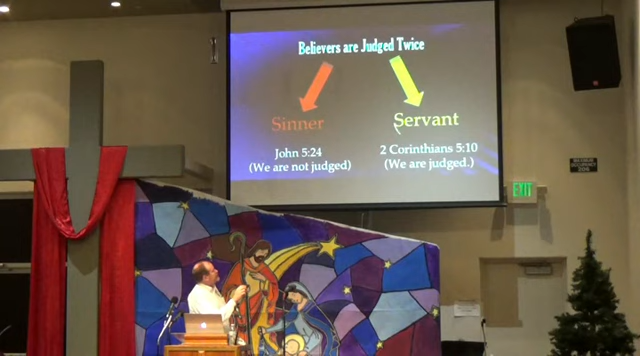 Believers are Judged Twice
Sinner
Servant
John 5:24
(We are not judged)
2 Corinthians 5:10
(We are judged.)
EXIT